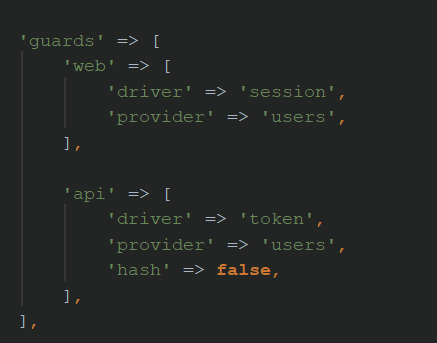 'guards' => [
    'web' => [
        'driver' => 'session',
        'provider' => 'users',
    ],

    'api' => [
        'driver' => 'token',
        'provider' => 'users',
        'hash' => false,
    ],
],